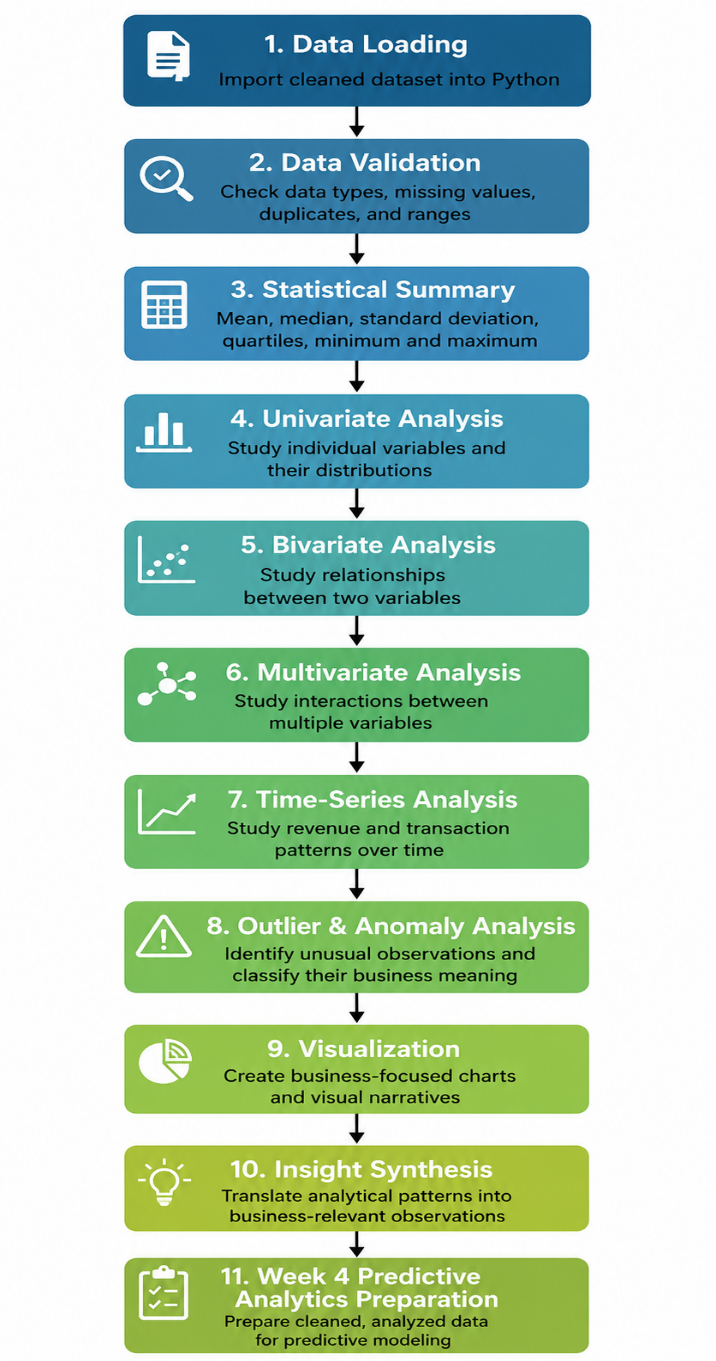 1. Data Loading
Import cleaned dataset into Python
2. Data Validation
Check data types, missing values,
duplicates, and ranges
3. Statistical Summary
Mean, median, standard deviation,
quartiles, minimum and maximum
4. Univariate Analysis
Study individual variables and
their distributions
5. Bivariate Analysis
Study relationships
between two variables
6. Multivariate Analysis
Study interactions between
multiple variables
7. Time-Series Analysis
Study revenue and transaction
patterns over time
8. Outlier & Anomaly Analysis
Identify unusual observations and
classify their business meaning
9. Visualization
Create business-focused charts
and visual narratives
10. Insight Synthesis
Translate analytical patterns into
business-relevant observations
11. Week 4 Predictive
Analytics Preparation
Prepare cleaned, analyzed data
for predictive modeling